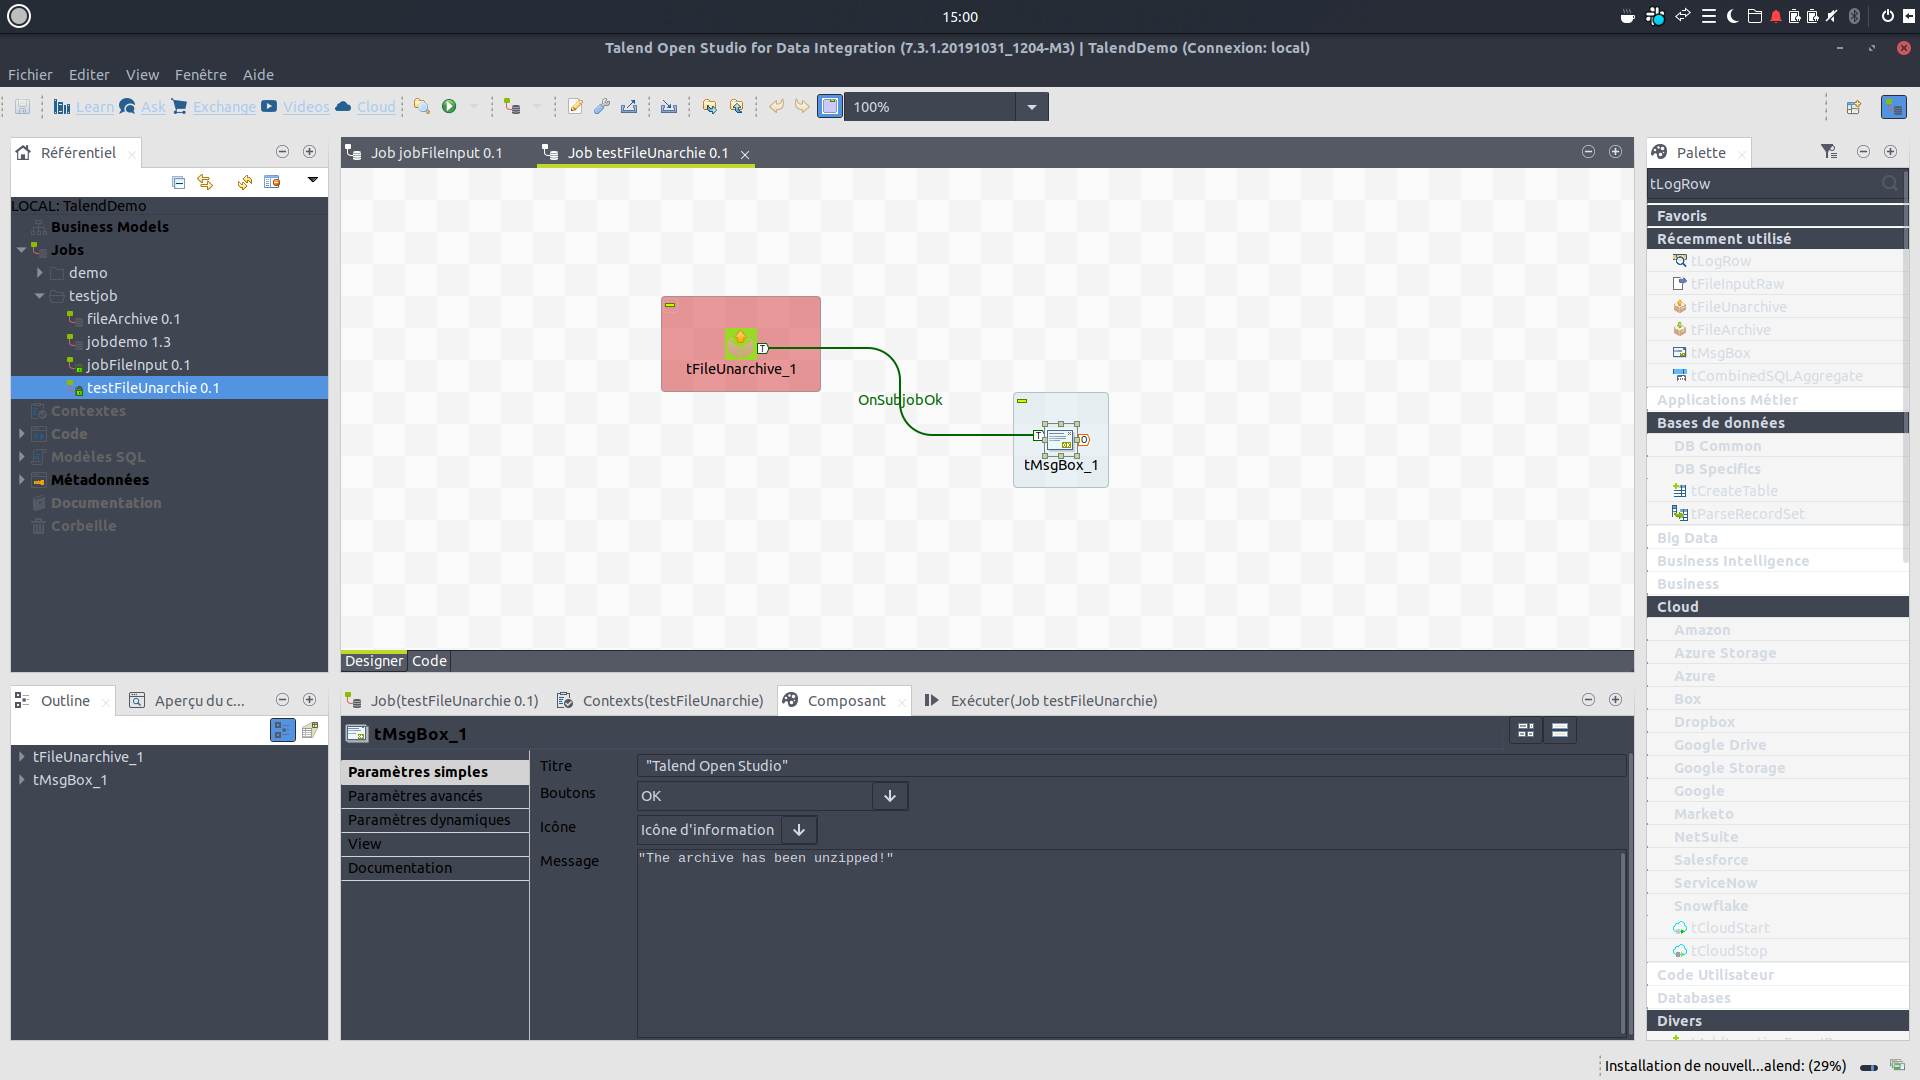 15:00
Talend Open Studio for Data Integration (7.3.1.20191031_1204-M3) | TalendDemo (Connexion: local)
Fichier Editer View Fenêtre Aide
Learn Ask Exchange Videos Cloud 100%
Référentiel
LOCAL: TalendDemo
Business Models
Jobs
demo
testjob
fileArchive 0.1
jobdemo 1.3
jobFileInput 0.1
testFileUnarchie 0.1
Contextes
Code
Modèles SQL
Métadonnées
Documentation
Corbeille
Job jobFileInput 0.1 Job testFileUnarchie 0.1
T
tFileUnarchive_1
OnSubjobOk
T O
tMsgBox_1
Designer Code
Palette
tLogRow
Favoris
Récemment utilisé
tLogRow
tFileInputRaw
tFileUnarchive
tFileArchive
tMsgBox
tCombinedSQLAggregate
Applications Métier
Bases de données
DB Common
DB Specifics
tCreateTable
tParseRecordSet
Big Data
Business Intelligence
Business
Cloud
Amazon
Azure Storage
Azure
Box
Dropbox
Google Drive
Google Storage
Google
Marketo
NetSuite
Salesforce
ServiceNow
Snowflake
tCloudStart
tCloudStop
Code Utilisateur
Databases
Divers
Outline Aperçu du c...
tFileUnarchive_1
tMsgBox_1
Job(testFileUnarchie 0.1) Contexts(testFileUnarchie) Composant Exécuter(Job testFileUnarchie)
tMsgBox_1
Paramètres simples
Paramètres avancés
Paramètres dynamiques
View
Documentation
Titre "Talend Open Studio"
Boutons OK
Icône Icône d'information
Message "The archive has been unzipped!"
Installation de nouvell...alend: (29%)